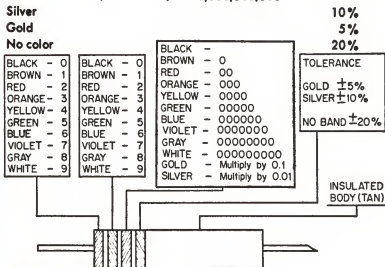 Silver 10%
Gold 5%
No color 20%
BLACK - 0
BROWN - 1
RED - 2
ORANGE - 3
YELLOW - 4
GREEN - 5
BLUE - 6
VIOLET - 7
GRAY - 8
WHITE - 9
BLACK - 0
BROWN - 1
RED - 2
ORANGE - 3
YELLOW - 4
GREEN - 5
BLUE - 6
VIOLET - 7
GRAY - 8
WHITE - 9
BLACK -
BROWN - 0
RED - 00
ORANGE - 000
YELLOW - 0000
GREEN - 00000
BLUE - 000000
VIOLET - 0000000
GRAY - 00000000
WHITE - 000000000
GOLD - Multiply by 0.1
SILVER - Multiply by 0.01
TOLERANCE
GOLD ±5%
SILVER ±10%
NO BAND ±20%
INSULATED
BODY (TAN)